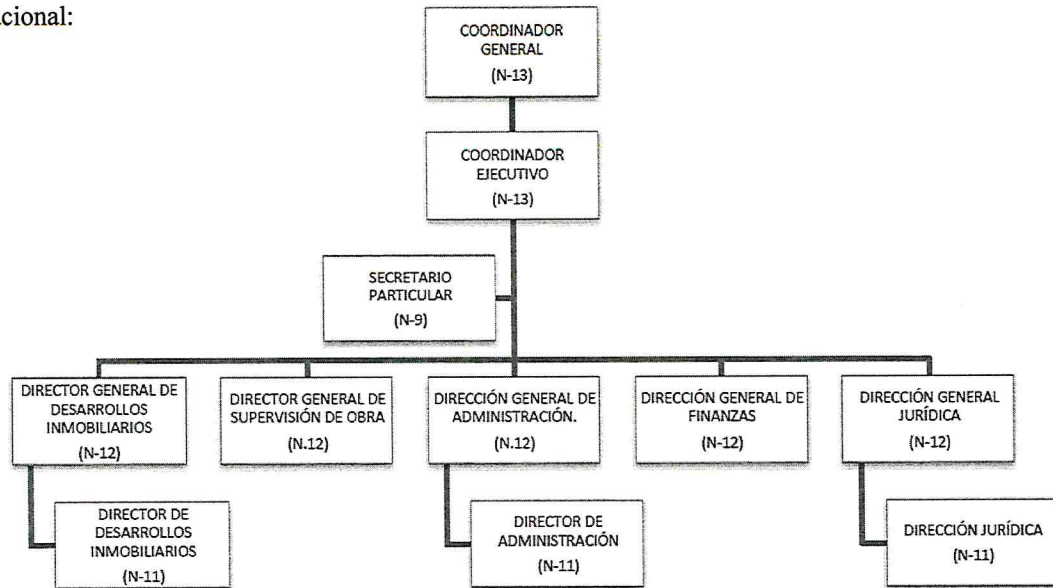 acional:
COORDINADOR
GENERAL
(N-13)
COORDINADOR
EJECUTIVO
(N-13)
SECRETARIO
PARTICULAR
(N-9)
DIRECTOR GENERAL DE
DESARROLLOS
INMOBILIARIOS
(N-12)
DIRECTOR GENERAL DE
SUPERVISIÓN DE OBRA
(N.12)
DIRECCIÓN GENERAL DE
ADMINISTRACIÓN.
(N.12)
DIRECCIÓN GENERAL DE
FINANZAS
(N-12)
DIRECCIÓN GENERAL
JURÍDICA
(N-12)
DIRECTOR DE
DESARROLLOS
INMOBILIARIOS
(N-11)
DIRECTOR DE
ADMINISTRACIÓN
(N-11)
DIRECCIÓN JURÍDICA
(N-11)